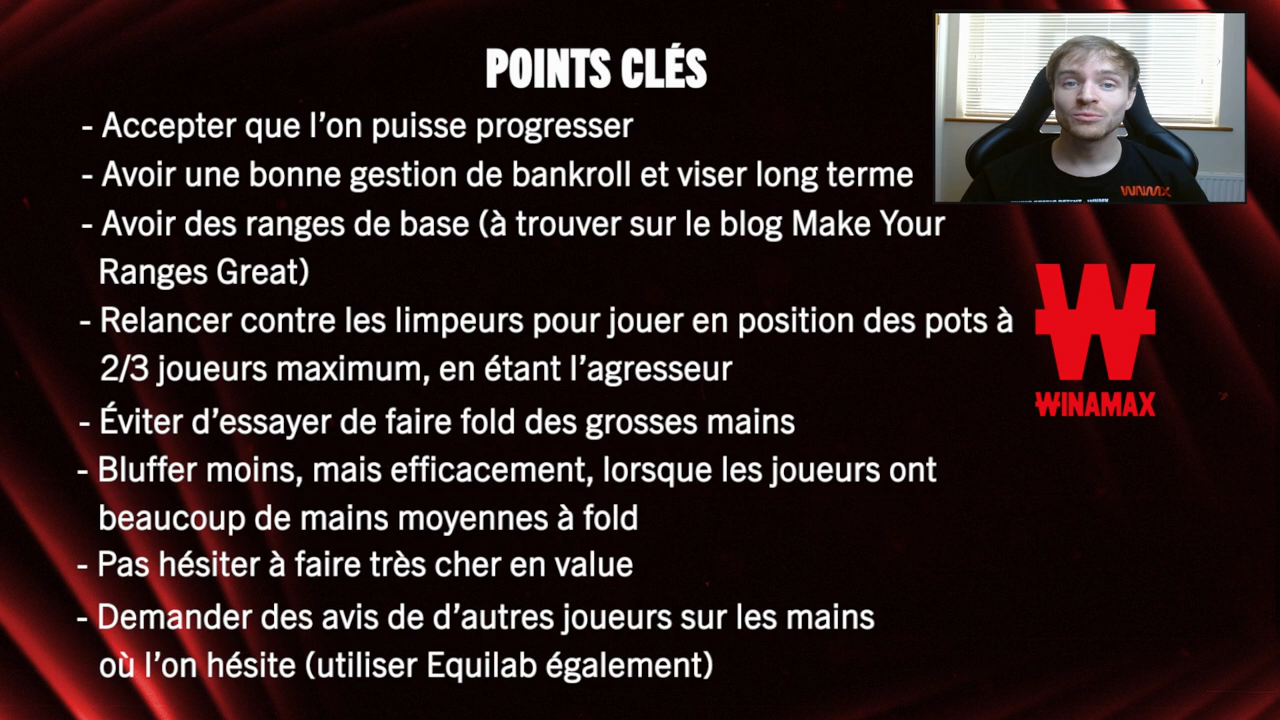 POINTS CLÉS
- Accepter que l'on puisse progresser
- Avoir une bonne gestion de bankroll et viser long terme
- Avoir des ranges de base (à trouver sur le blog Make Your
Ranges Great)
- Relancer contre les limpeurs pour jouer en position des pots à
2/3 joueurs maximum, en étant l'agresseur
- Éviter d'essayer de faire fold des grosses mains
- Bluffer moins, mais efficacement, lorsque les joueurs ont
beaucoup de mains moyennes à fold
- Pas hésiter à faire très cher en value
- Demander des avis de d'autres joueurs sur les mains
où l'on hésite (utiliser Equilab également)
WNMX
W
WINAMAX